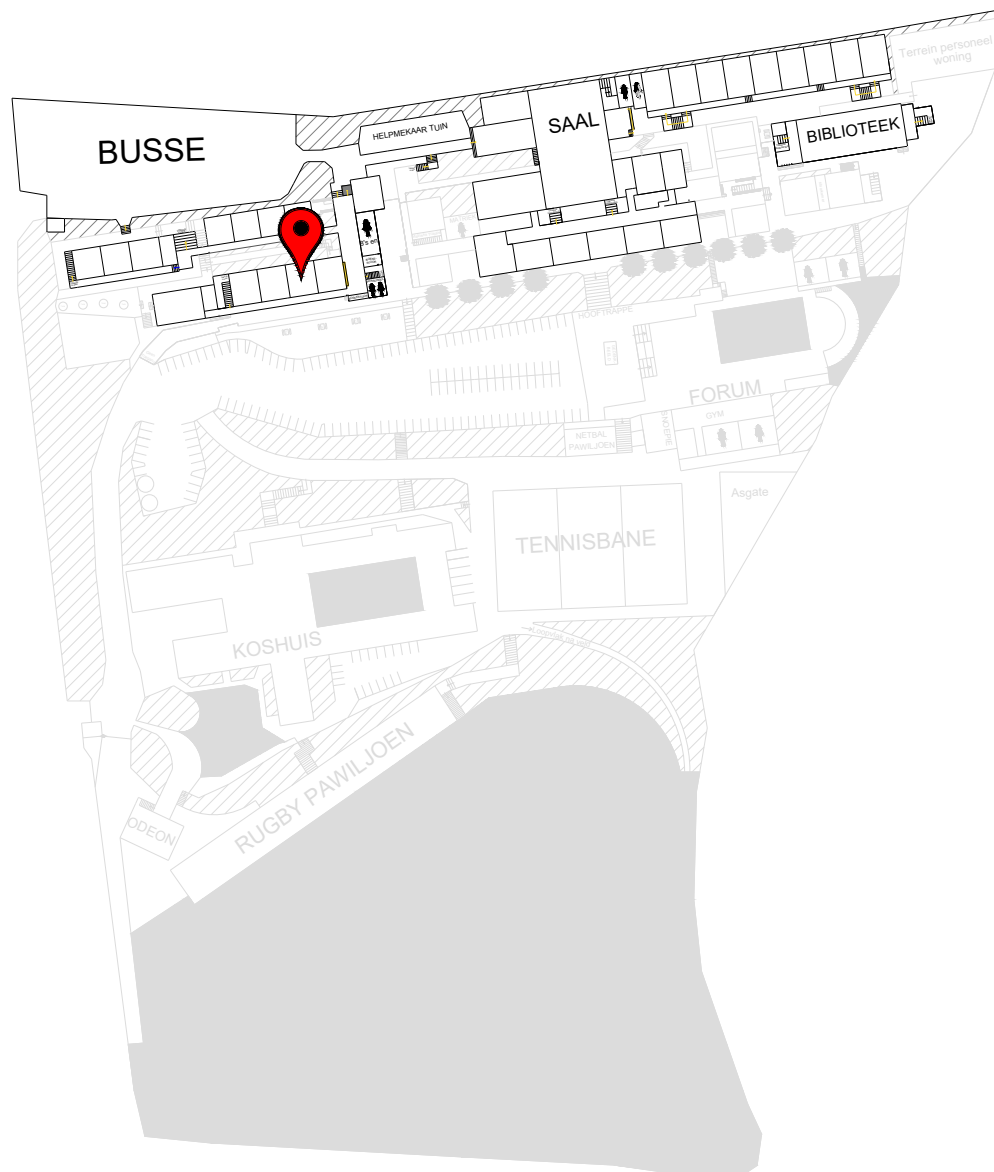 Terrein personeel
woning
SAAL
HELPMEKAAR TUIN
BIBLIOTEEK
BUSSE
HOOFTRAPPE
FORUM
GYM
NETBAL
PAWILJOEN
Asgate
TENNISBANE
KOSHUIS
RUGBY PAWILJOEN
ODEON